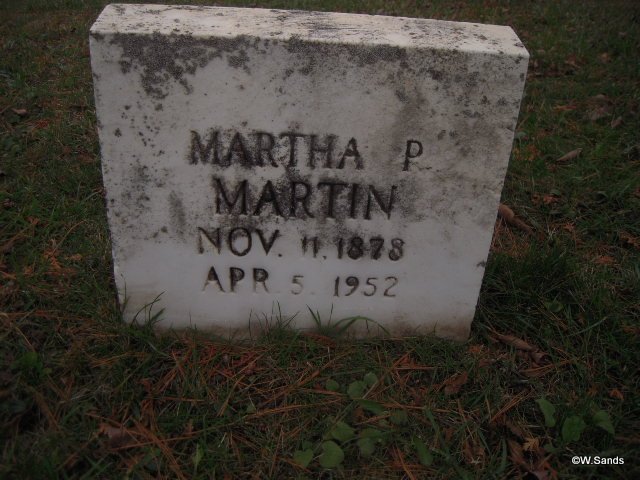 MARTHA P
MARTIN
NOV. 11, 1878
APR 5 1952
©W.Sands